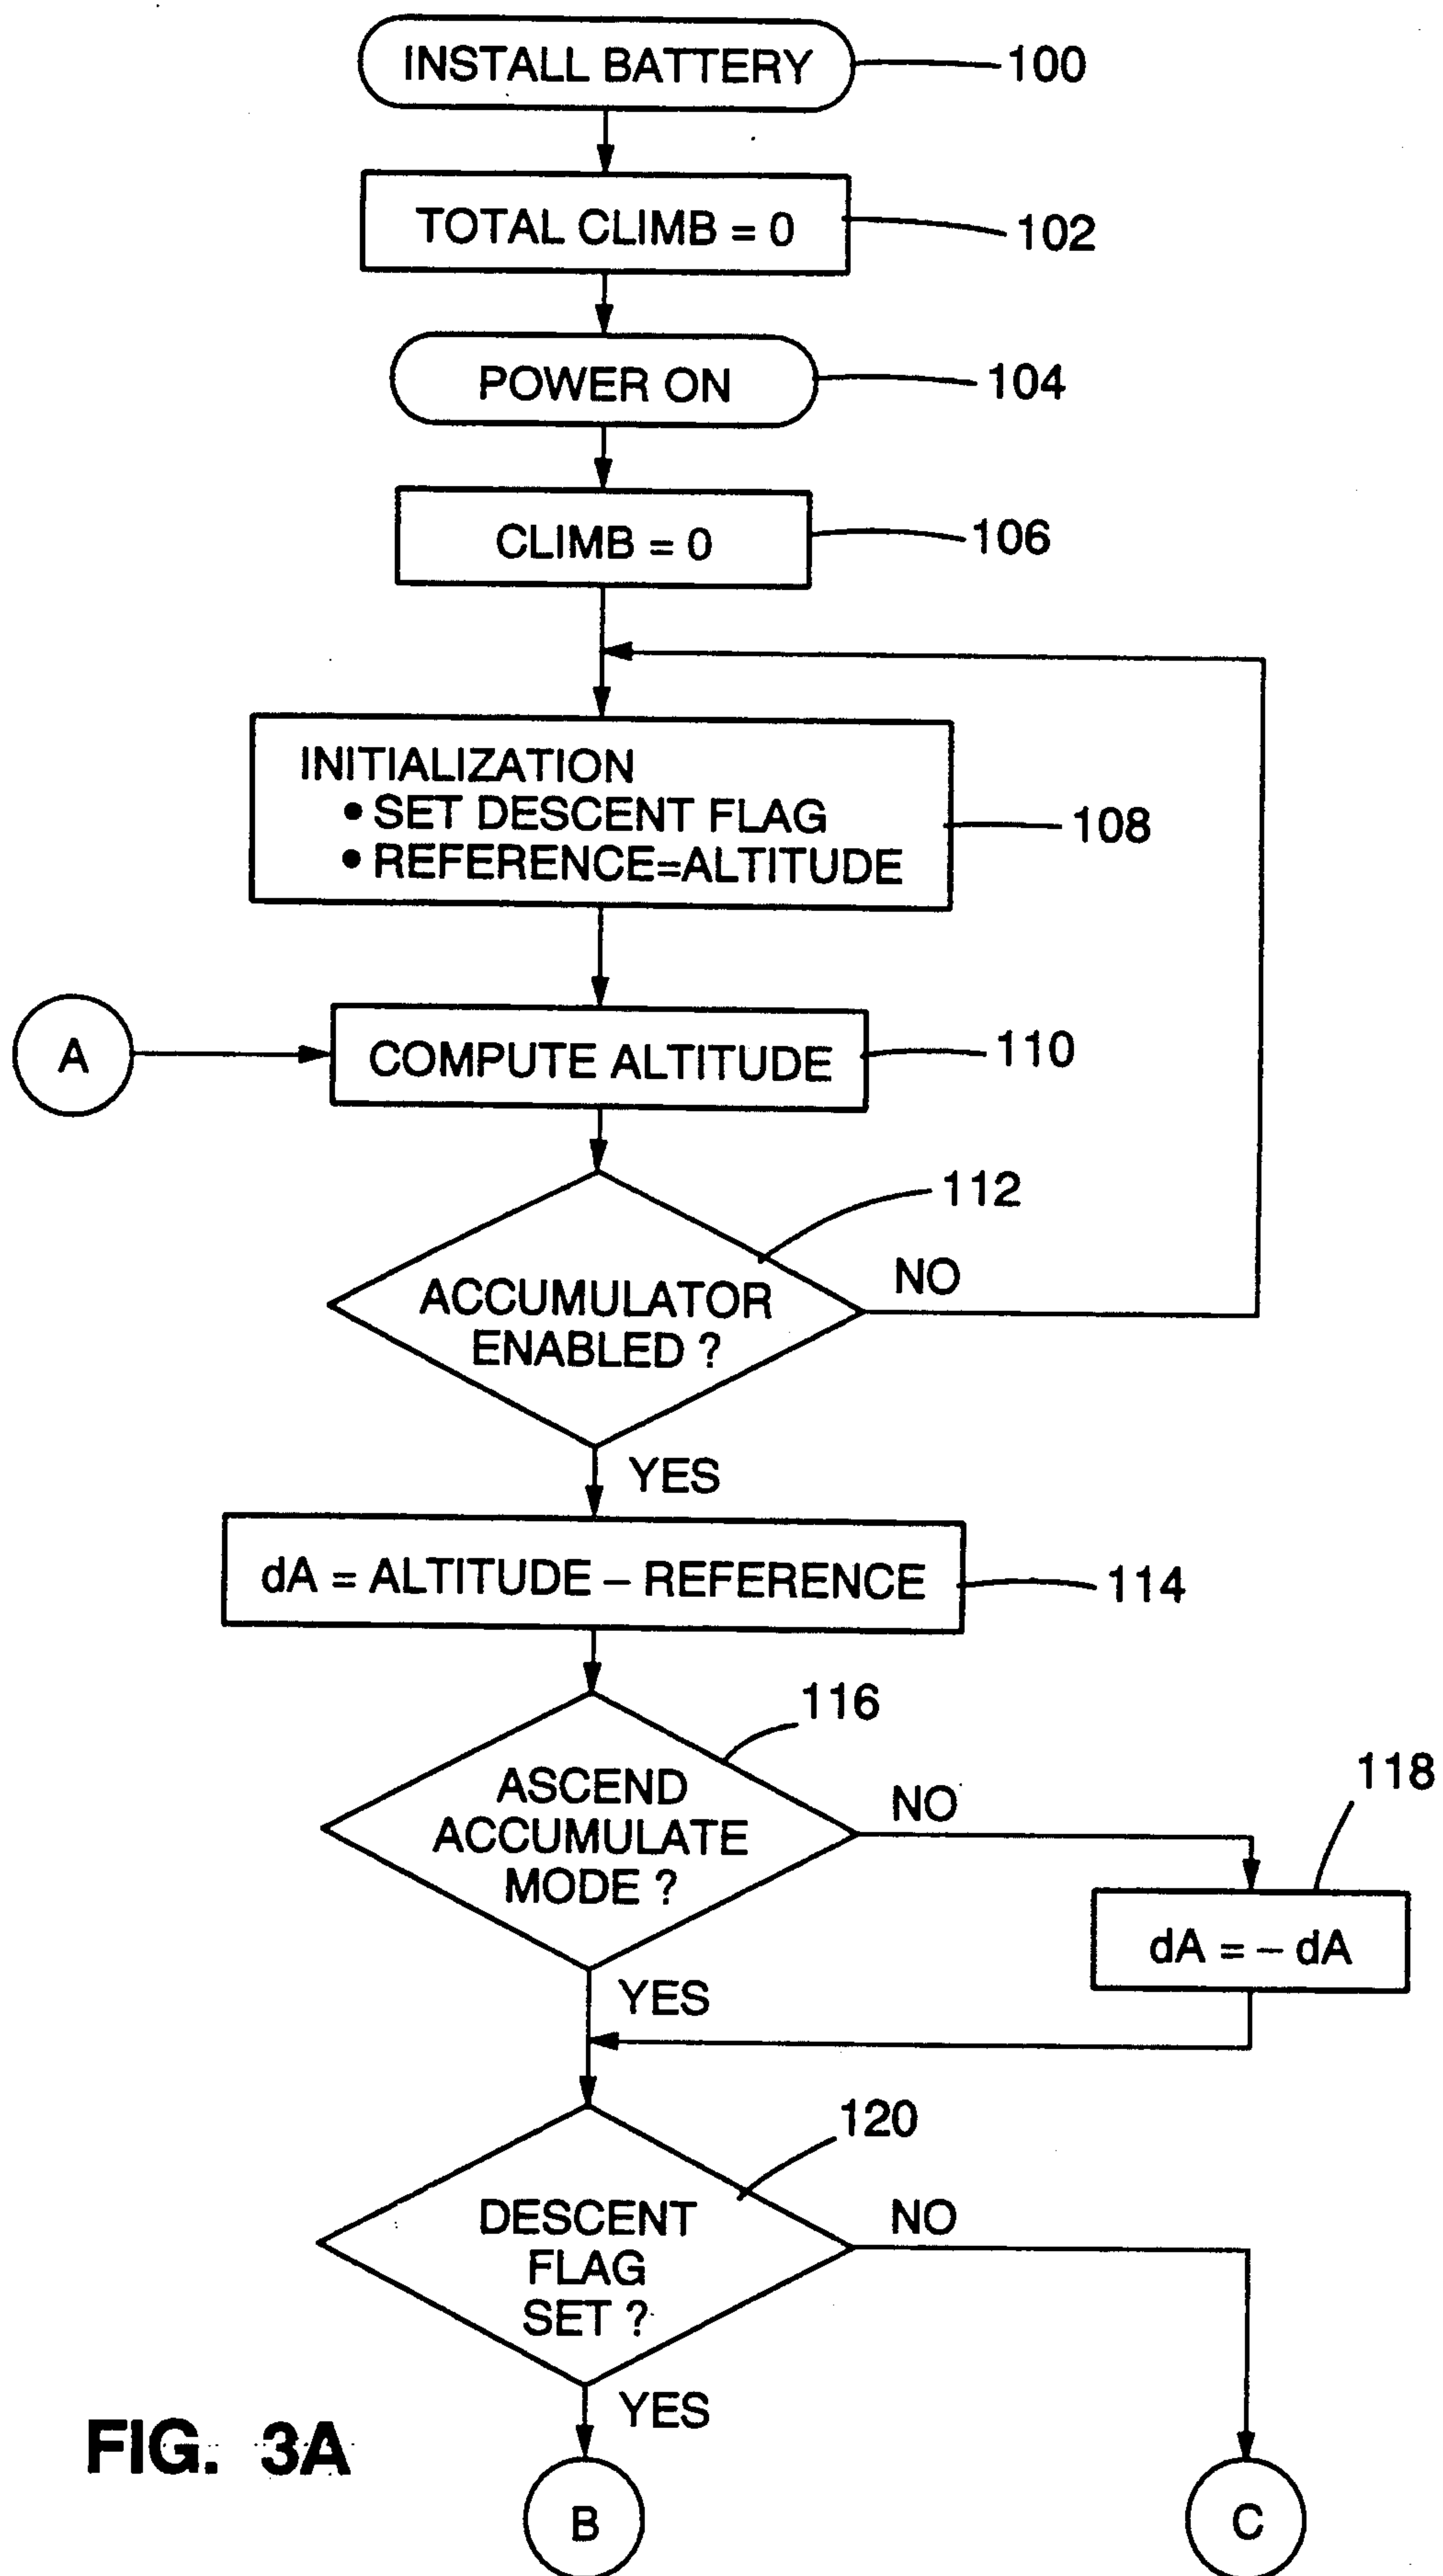 INSTALL BATTERY
100
TOTAL CLIMB = 0
102
POWER ON
104
CLIMB = 0
106
INITIALIZATION
• SET DESCENT FLAG
• REFERENCE=ALTITUDE
108
A
COMPUTE ALTITUDE
110
112
ACCUMULATOR
ENABLED ?
NO
YES
dA = ALTITUDE – REFERENCE
114
116
ASCEND
ACCUMULATE
MODE ?
NO
118
dA = – dA
YES
120
DESCENT
FLAG
SET ?
NO
YES
FIG. 3A
B
C